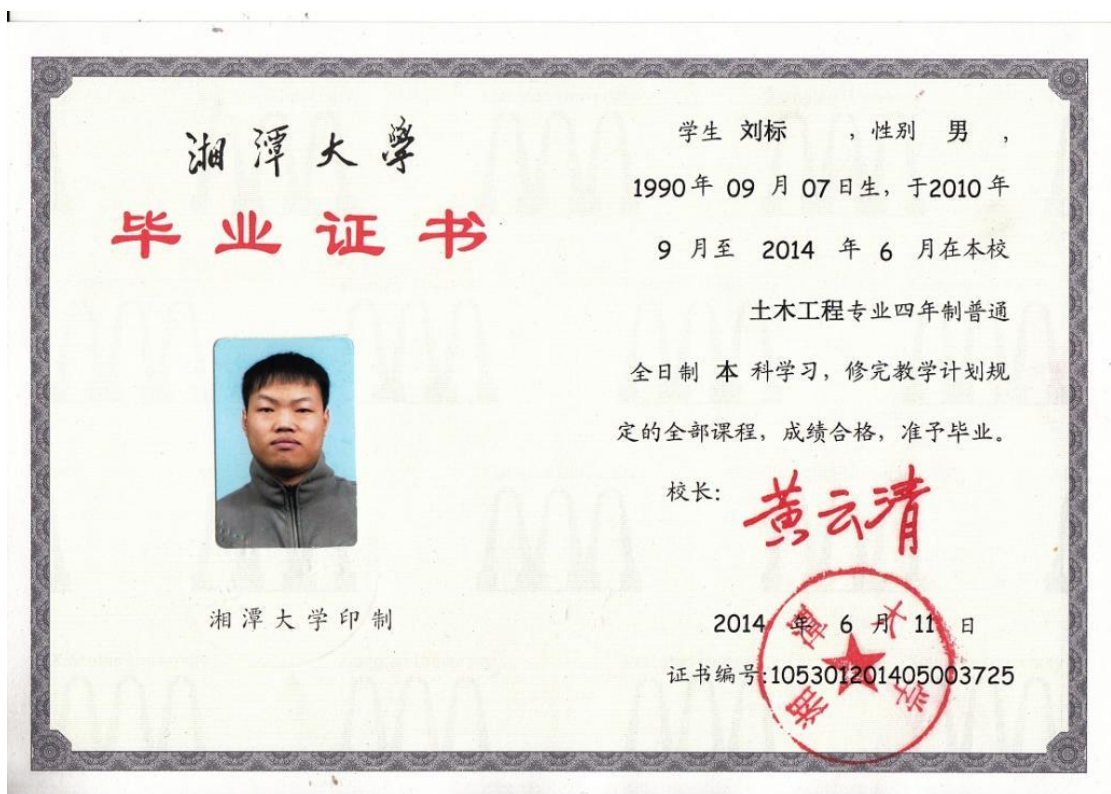 湘潭大学
毕业证书
湘潭大学印制
学生 刘标 ，性别 男 ，
1990年 09 月 07日生，于2010年
9 月至 2014 年 6 月在本校
土木工程专业四年制普通
全日制 本 科学习，修完教学计划规
定的全部课程，成绩合格，准予毕业。
校长：
黄云清
2014 年 6 月 11 日
证书编号:105301201405003725
湘潭大学